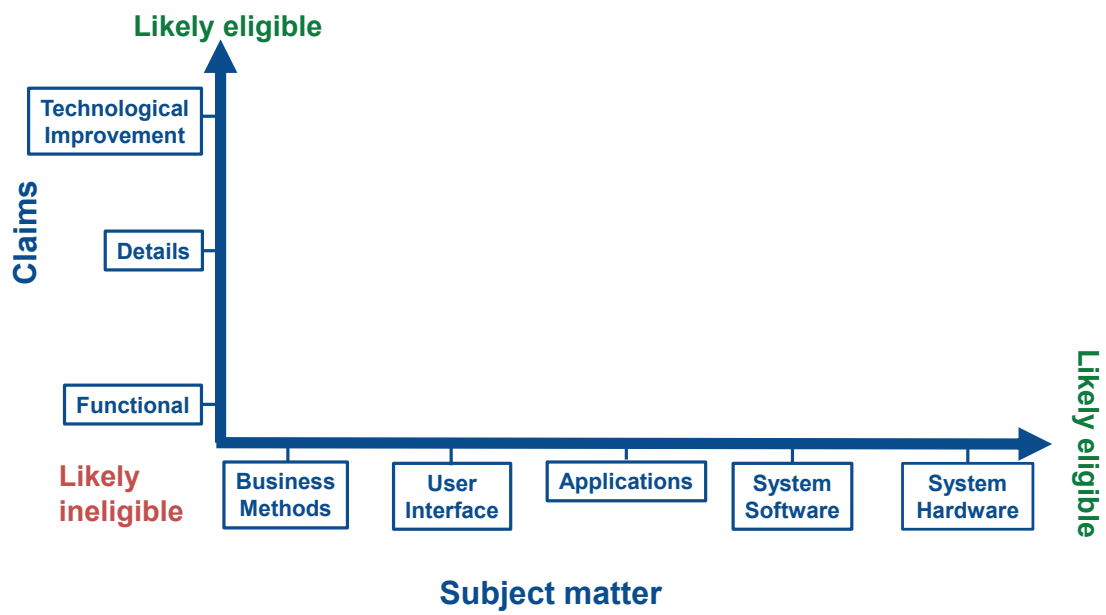 Likely eligible
Technological
Improvement
Claims
Details
Functional
Likely
ineligible
Business
Methods
User
Interface
Applications
System
Software
System
Hardware
Likely eligible
Subject matter